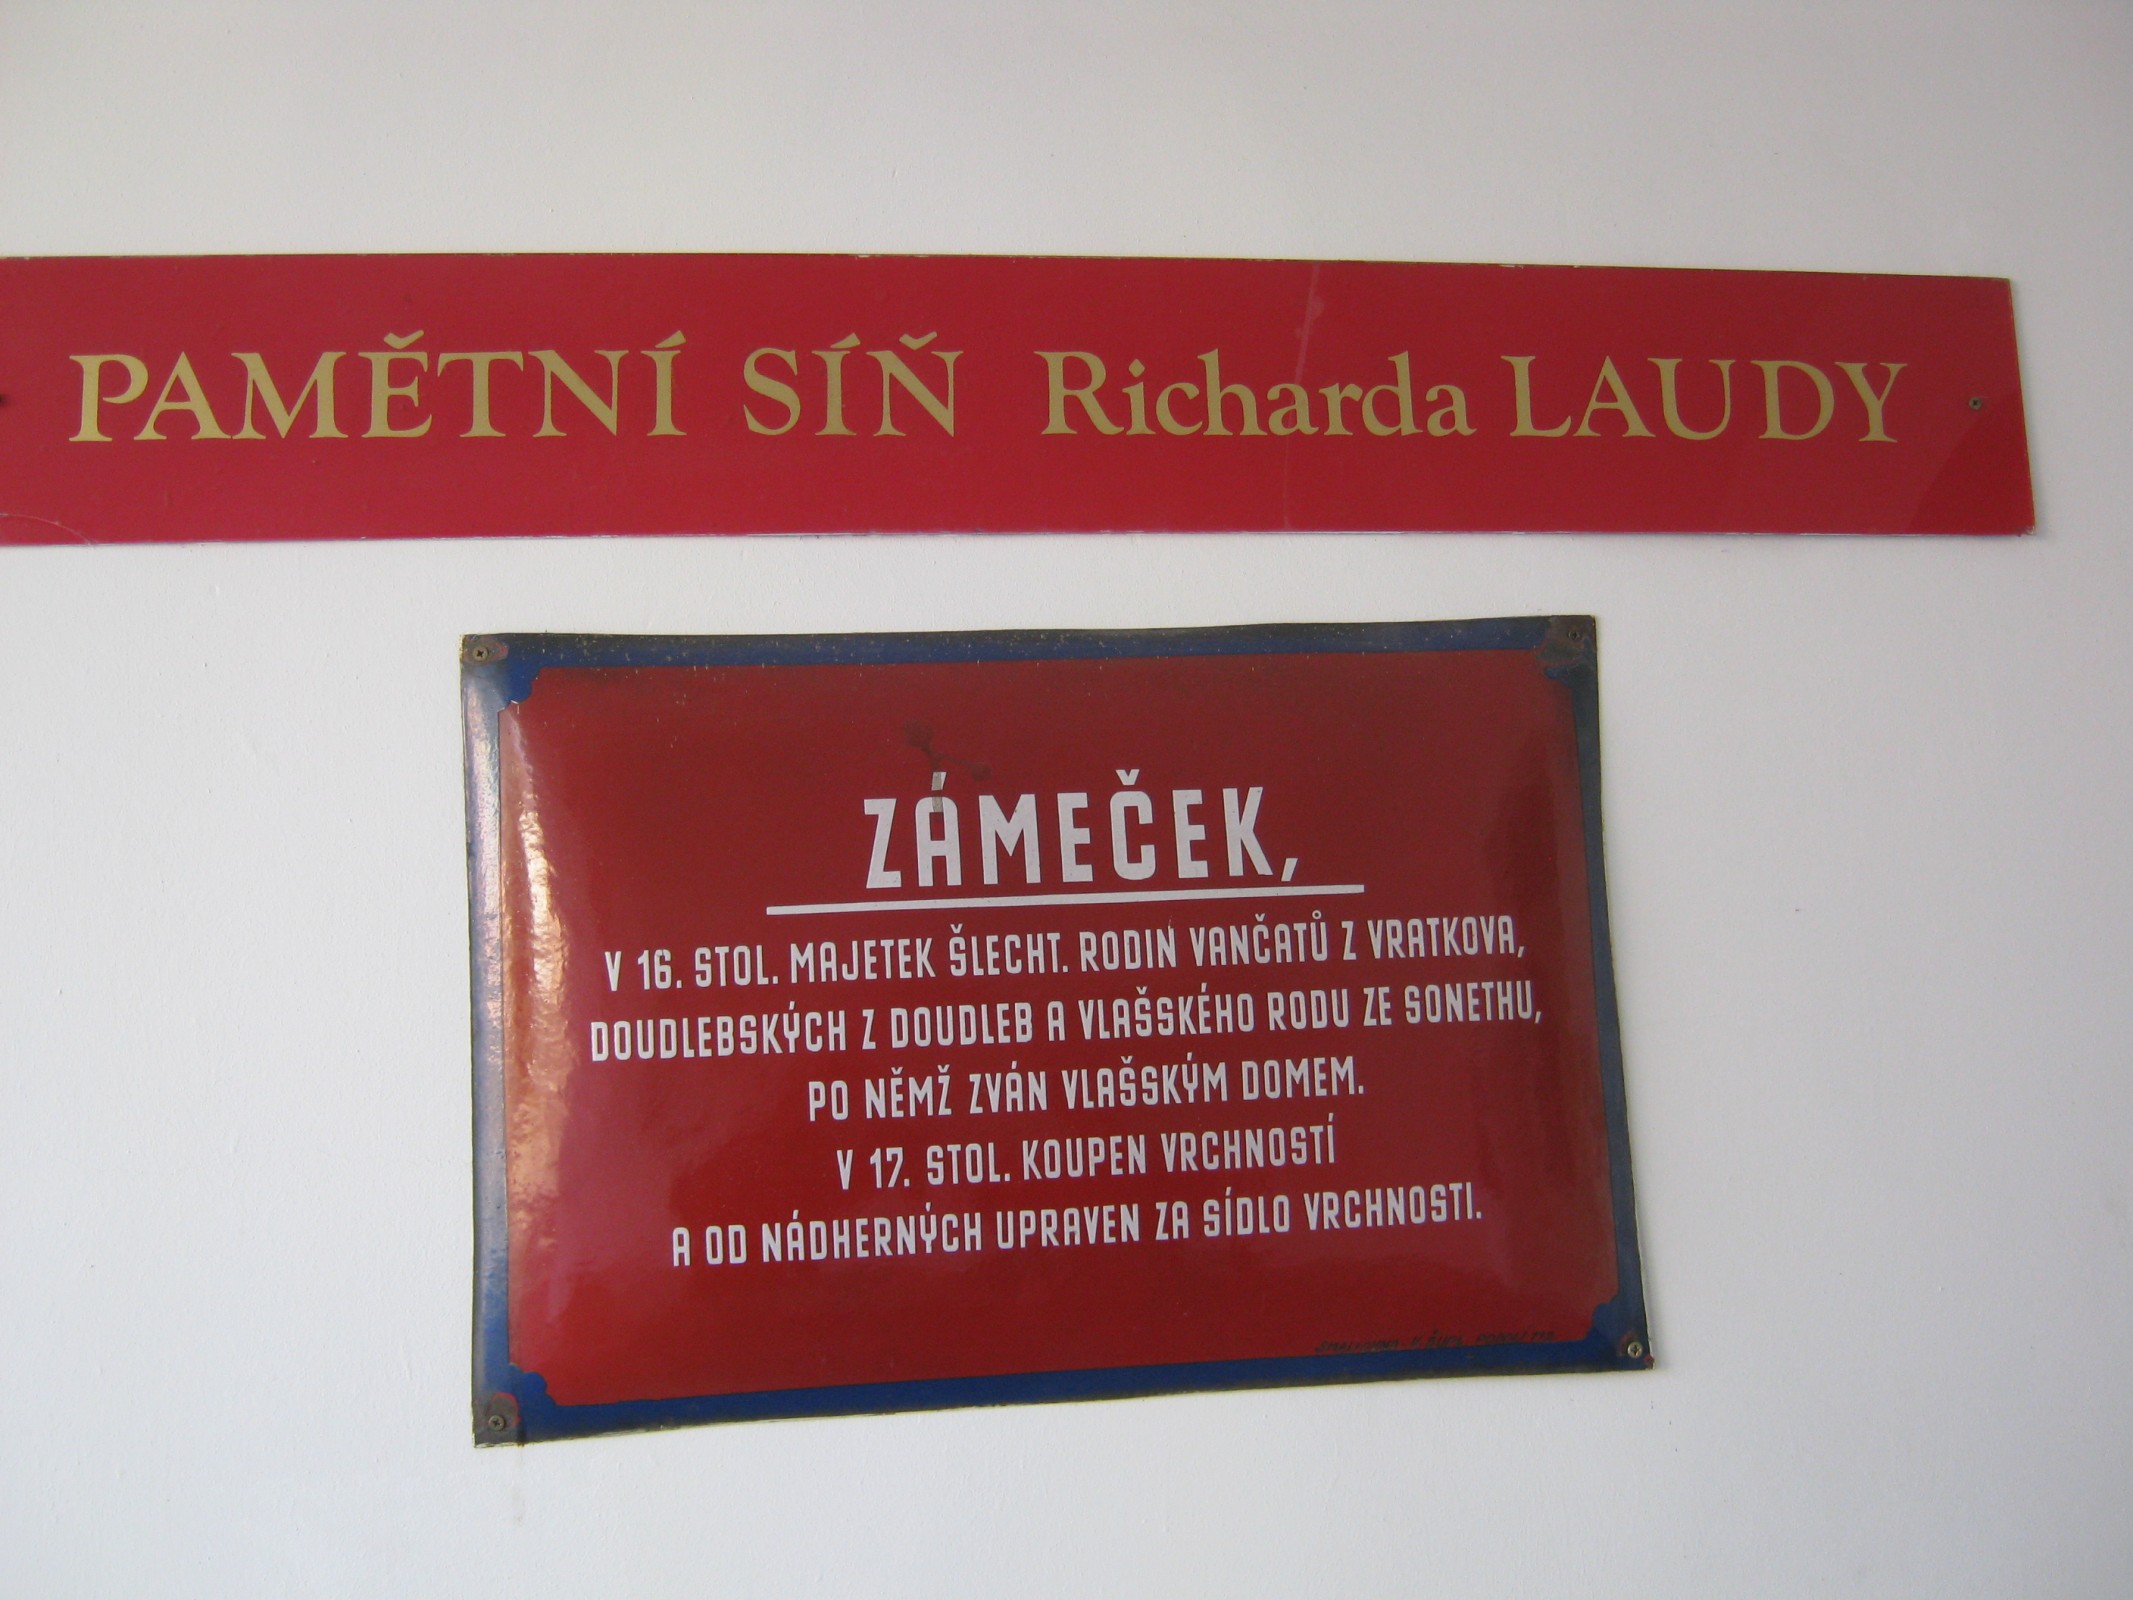 PAMĚTNÍ SÍŇ Richarda LAUDY
ZÁMEČEK,
V 16. STOL. MAJETEK ŠLECHT. RODIN VANČATŮ Z VRATKOVA,
DOUDLEBSKÝCH Z DOUDLEB A VLAŠSKÉHO RODU ZE SONETHU,
PO NĚMŽ ZVÁN VLAŠSKÝM DOMEM.
V 17. STOL. KOUPEN VRCHNOSTÍ
A OD NÁDHERNÝCH UPRAVEN ZA SÍDLO VRCHNOSTI.